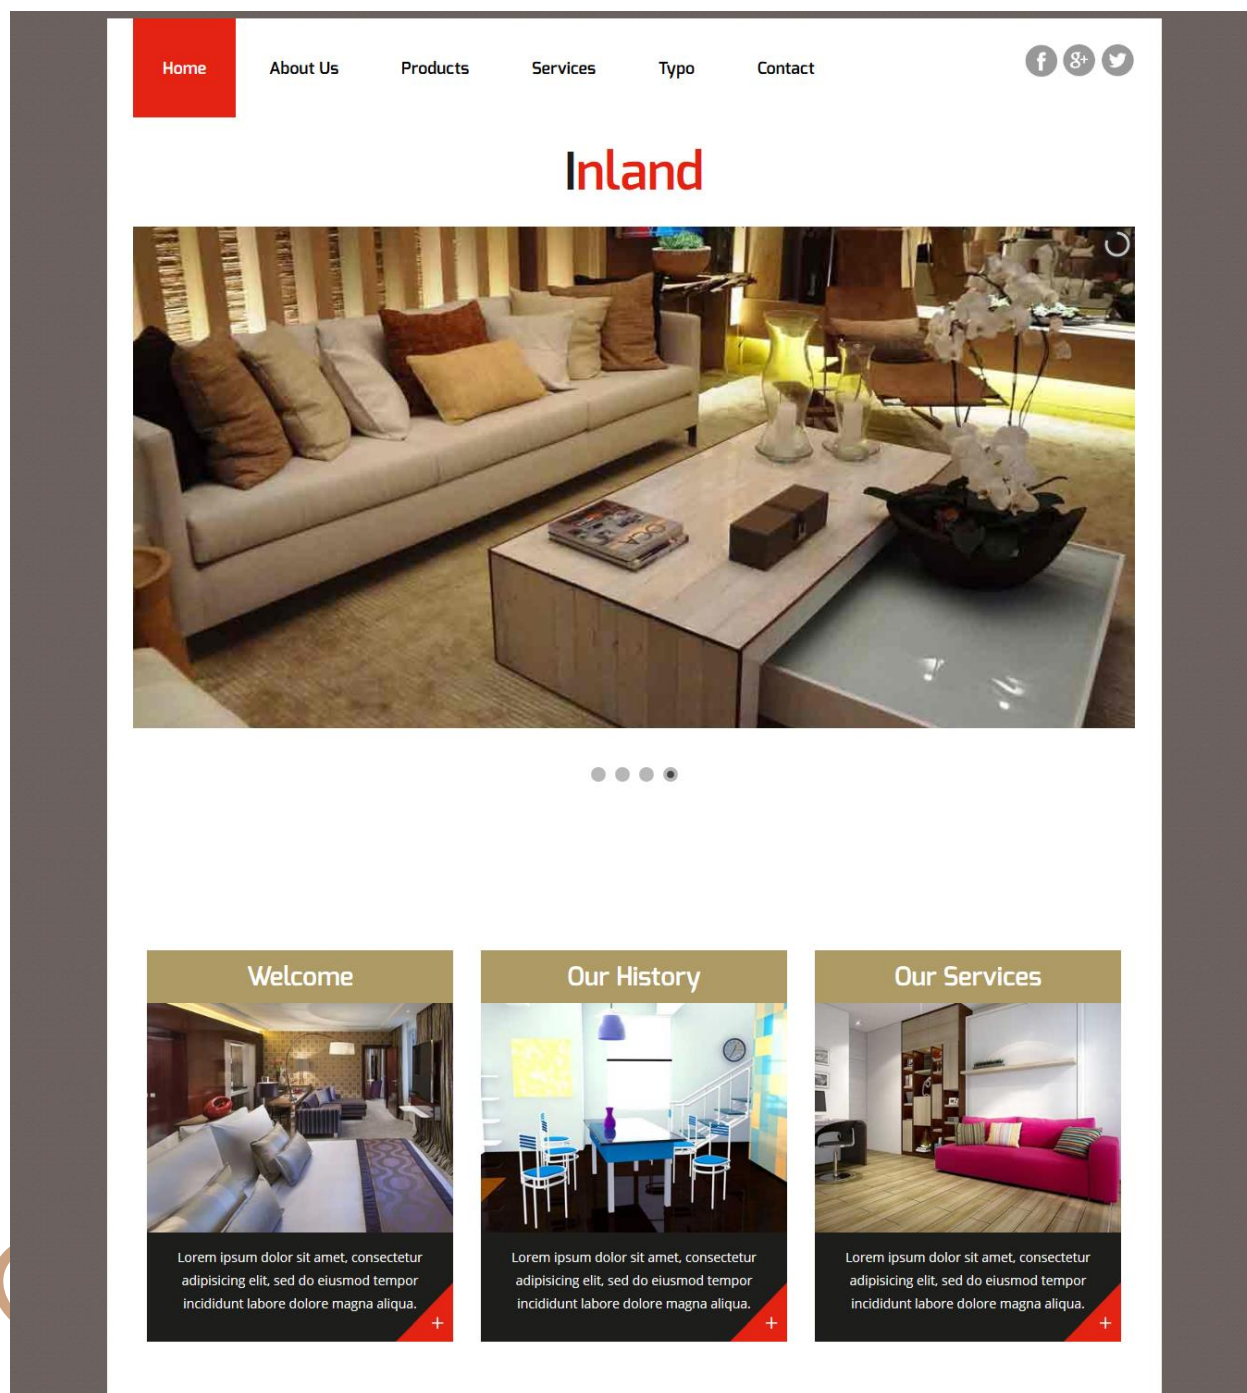 Home About Us Products Services Typo Contact
Inland
Welcome
Lorem ipsum dolor sit amet, consectetur
adipisicing elit, sed do eiusmod tempor
incididunt labore dolore magna aliqua.
+
Our History
Lorem ipsum dolor sit amet, consectetur
adipisicing elit, sed do eiusmod tempor
incididunt labore dolore magna aliqua.
+
Our Services
Lorem ipsum dolor sit amet, consectetur
adipisicing elit, sed do eiusmod tempor
incididunt labore dolore magna aliqua.
+